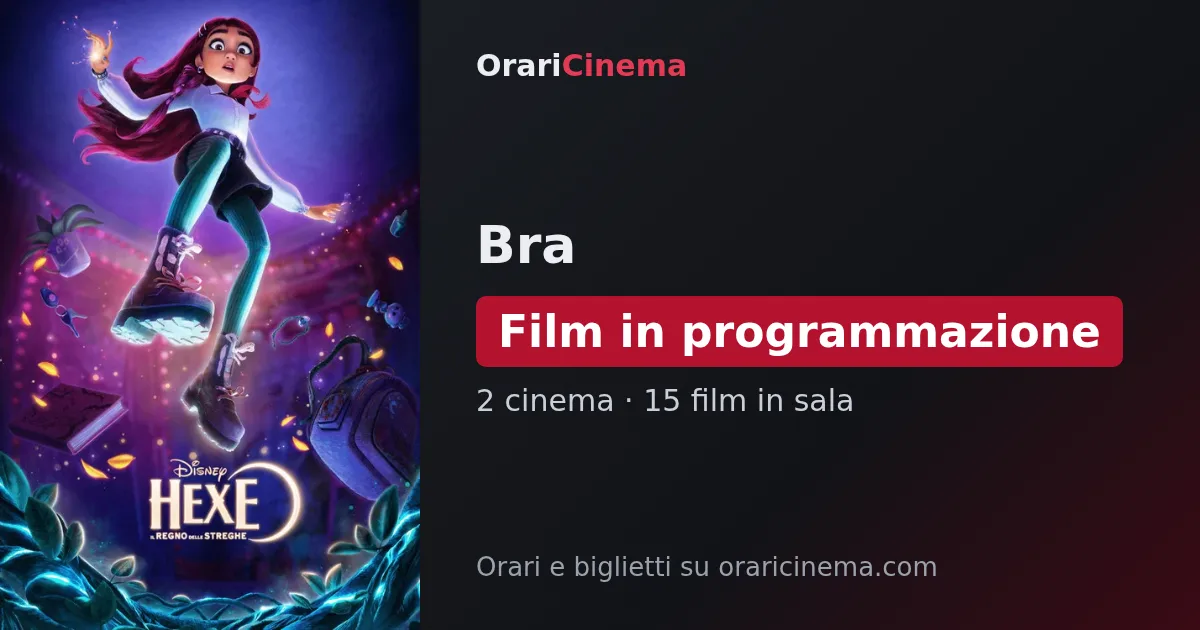 Disney
HEXE
IL REGNO DELLE STREGHE
OrariCinema
Bra
Film in programmazione
2 cinema · 15 film in sala
Orari e biglietti su oraricinema.com